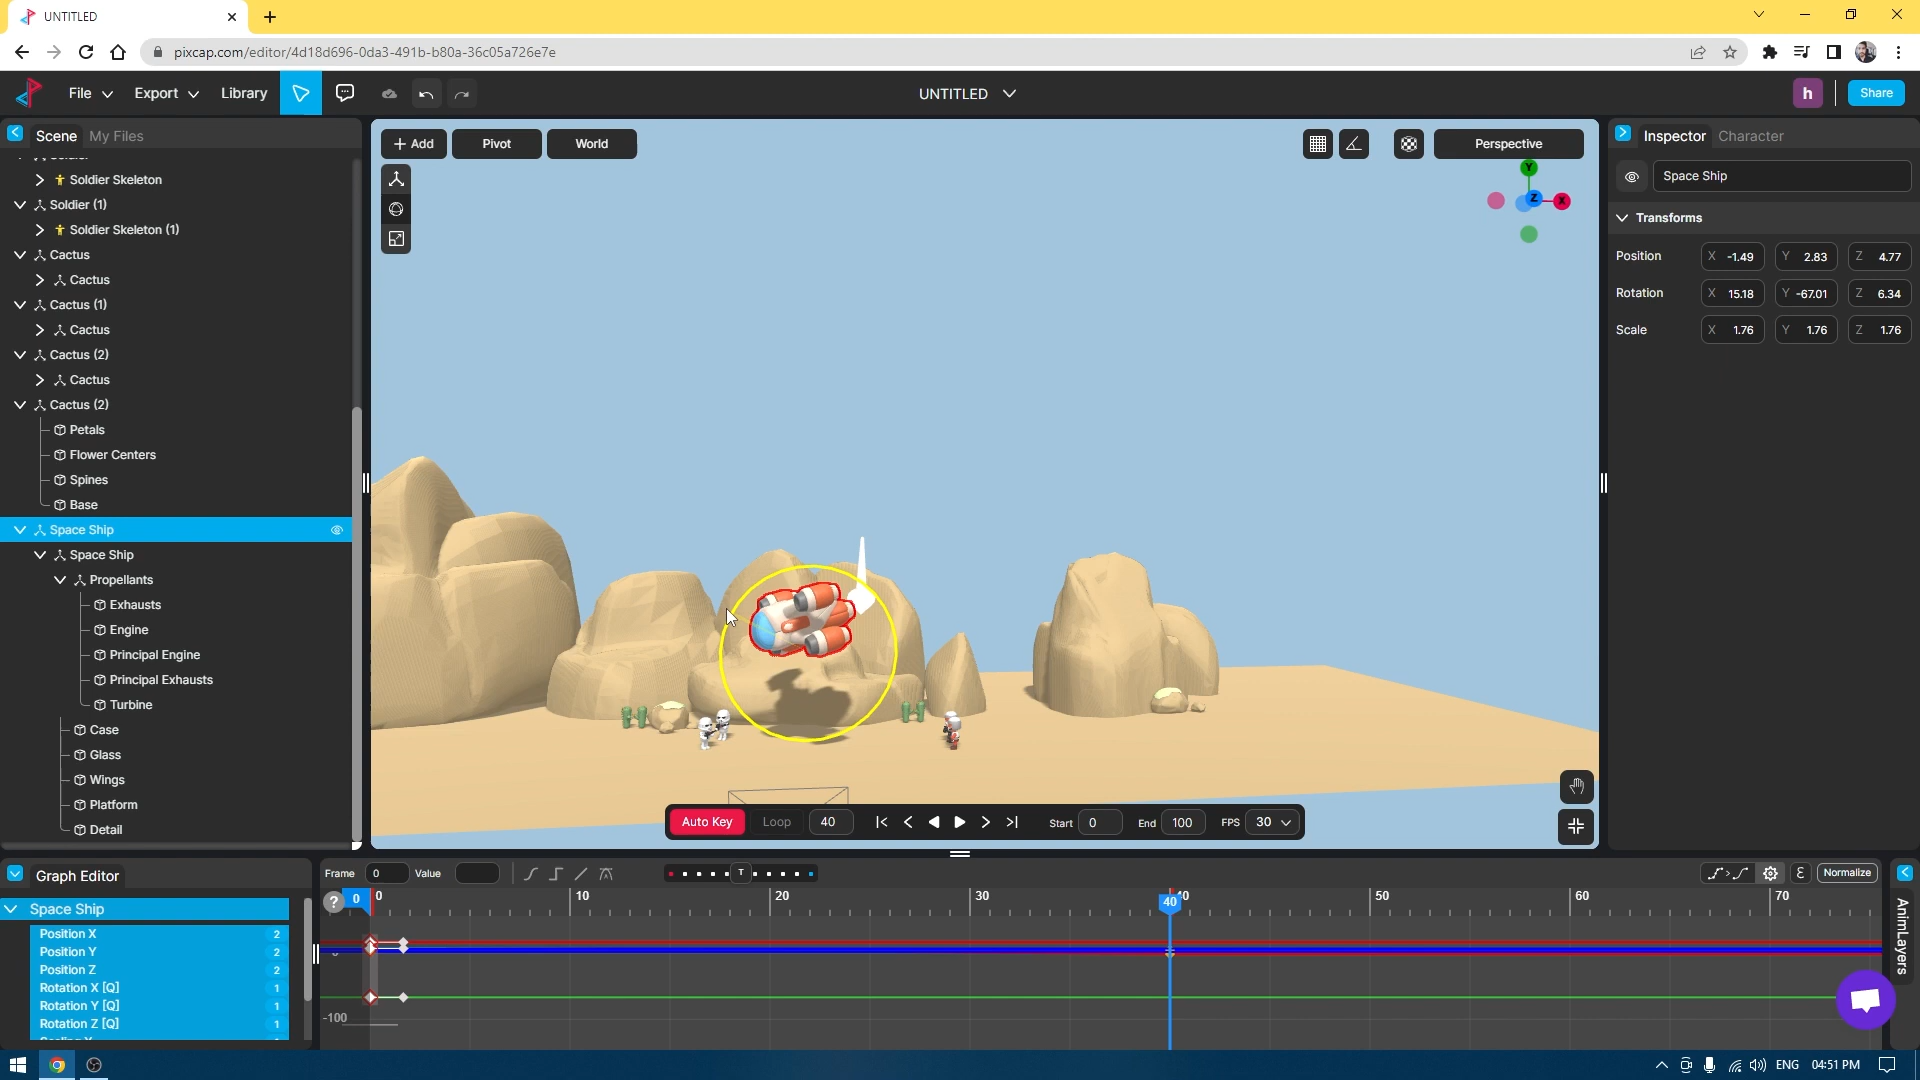 UNTITLED
pixcap.com/editor/4d18d696-0da3-491b-b80a-36c05a726e7e
File Export Library UNTITLED h Share
Scene My Files
Soldier
Soldier Skeleton
Soldier (1)
Soldier Skeleton (1)
Cactus
Cactus
Cactus (1)
Cactus
Cactus (2)
Cactus
Cactus (2)
Petals
Flower Centers
Spines
Base
Space Ship
Space Ship
Propellants
Exhausts
Engine
Principal Engine
Principal Exhausts
Turbine
Case
Glass
Wings
Platform
Detail
+ Add Pivot World Perspective
Y
Z X
Inspector Character
Space Ship
Transforms
Position X -1.49 Y 2.83 Z 4.77
Rotation X 15.18 Y -67.01 Z 6.34
Scale X 1.76 Y 1.76 Z 1.76
Auto Key Loop 40 Start 0 End 100 FPS 30
Graph Editor
Frame 0 Value T Normalize
? 0 0 10 20 30 40 40 50 60 70
0
-100
Space Ship
Position X 2
Position Y 2
Position Z 2
Rotation X [Q] 1
Rotation Y [Q] 1
Rotation Z [Q] 1
AnimLayers
ENG 04:51 PM